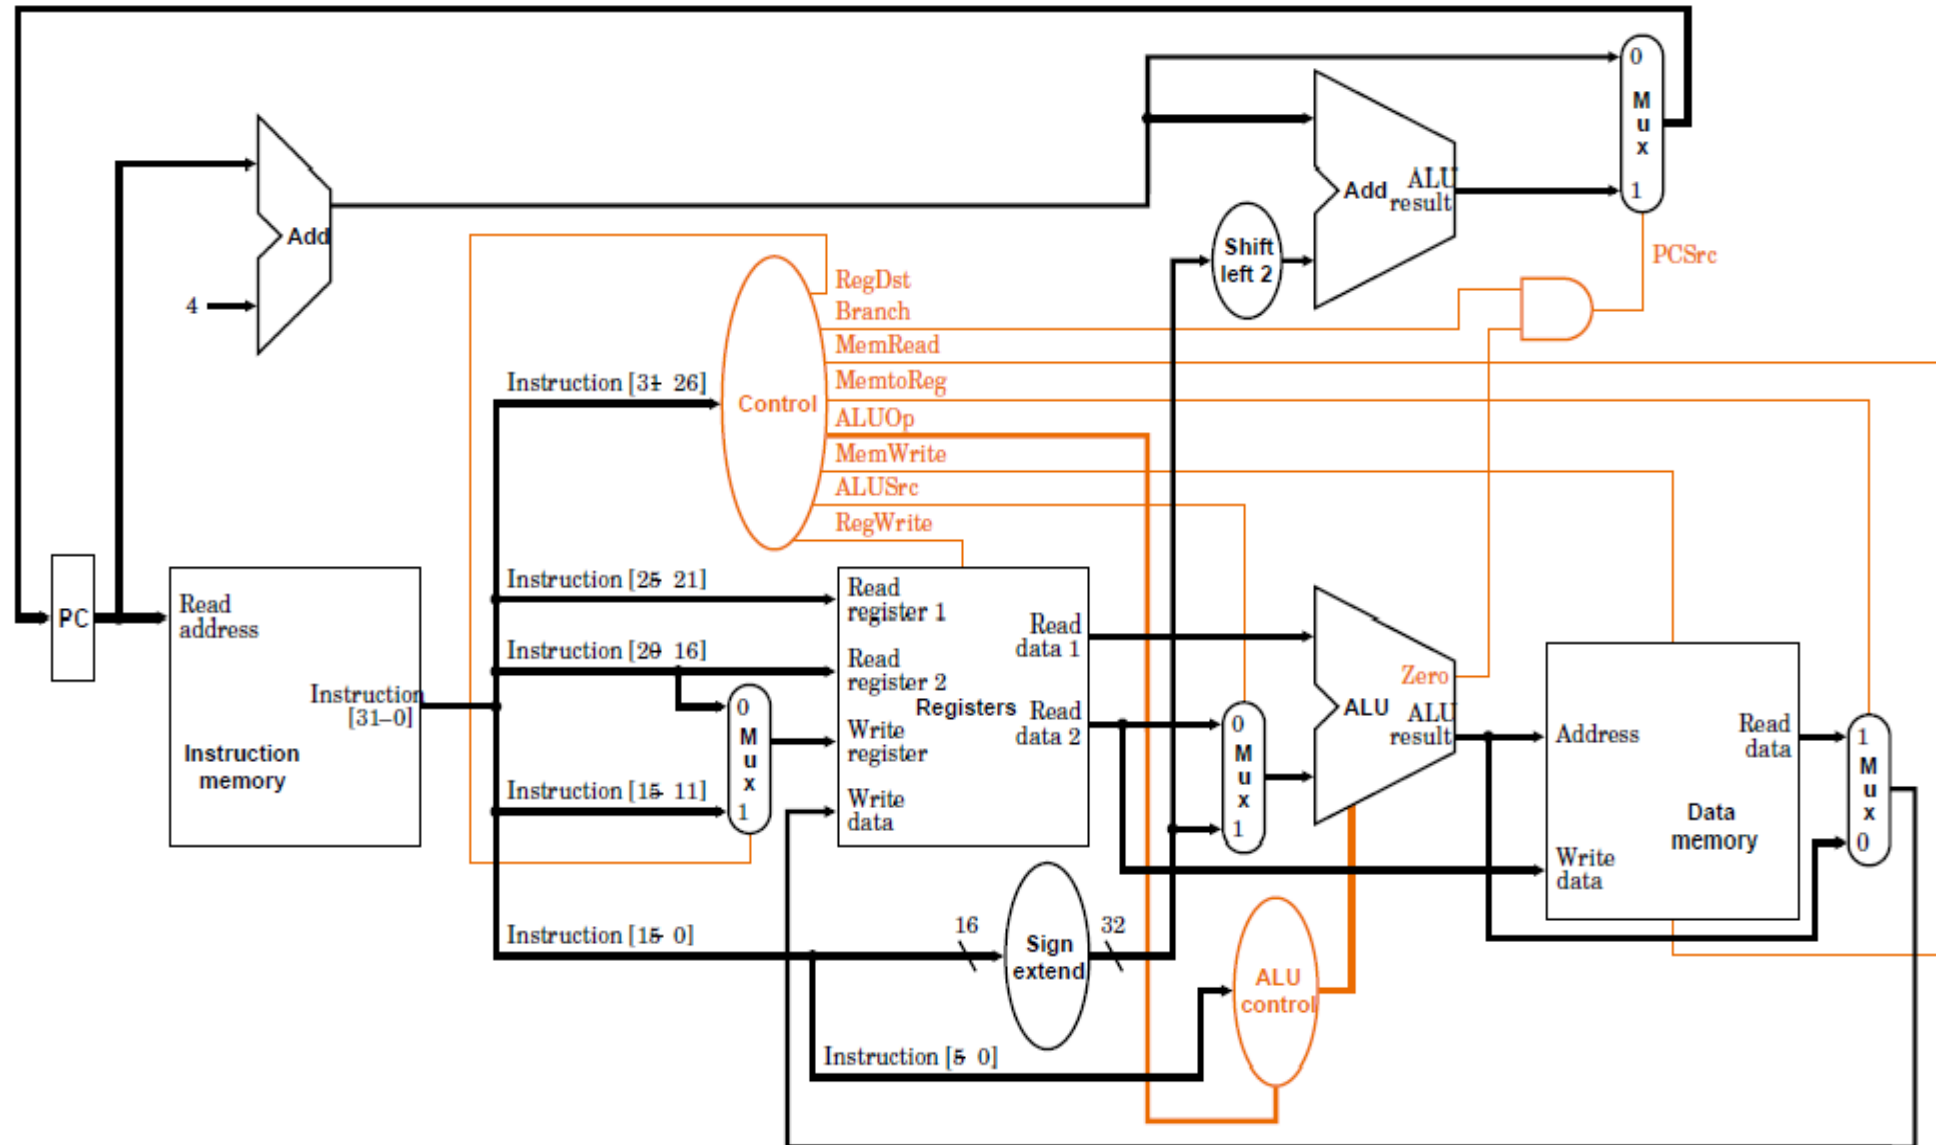 0
M
u
x
1
Add
ALU
result
Add
4
Shift
left 2
PCSrc
RegDst
Branch
MemRead
MemtoReg
ALUOp
MemWrite
ALUSrc
RegWrite
Control
Instruction [31 26]
Instruction [25 21]
Instruction [20 16]
Instruction [15 11]
Instruction [15 0]
Instruction [5 0]
PC
Read
address
Instruction
[31–0]
Instruction
memory
0
M
u
x
1
Read
register 1
Read
register 2
Write
register
Write
data
Registers
Read
data 1
Read
data 2
0
M
u
x
1
Zero
ALU
ALU
result
Address
Write
data
Read
data
Data
memory
1
M
u
x
0
16
Sign
extend
32
ALU
control